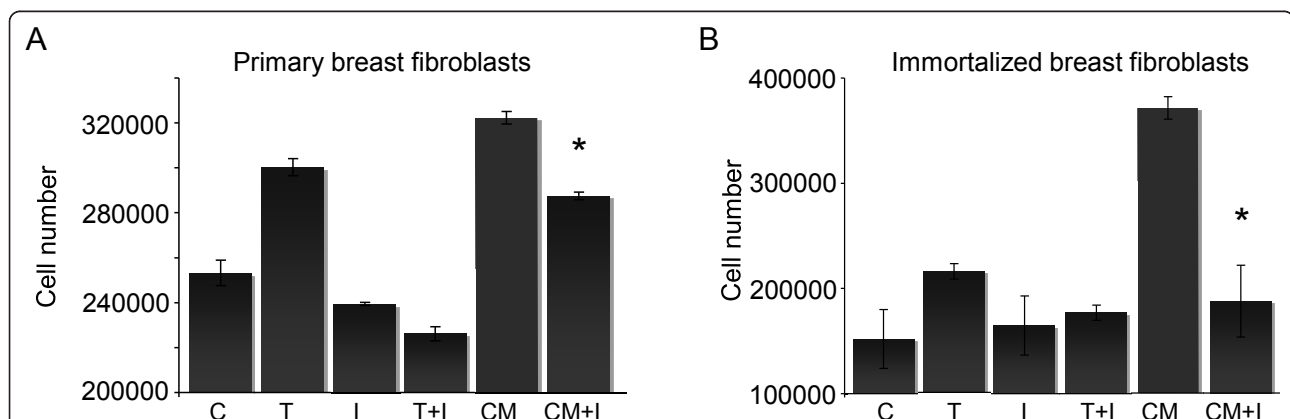 A
Primary breast fibroblasts
Cell number
320000
280000
240000
200000
C T I T+I CM CM+I
*
B
Immortalized breast fibroblasts
Cell number
400000
300000
200000
100000
C T I T+I CM CM+I
*